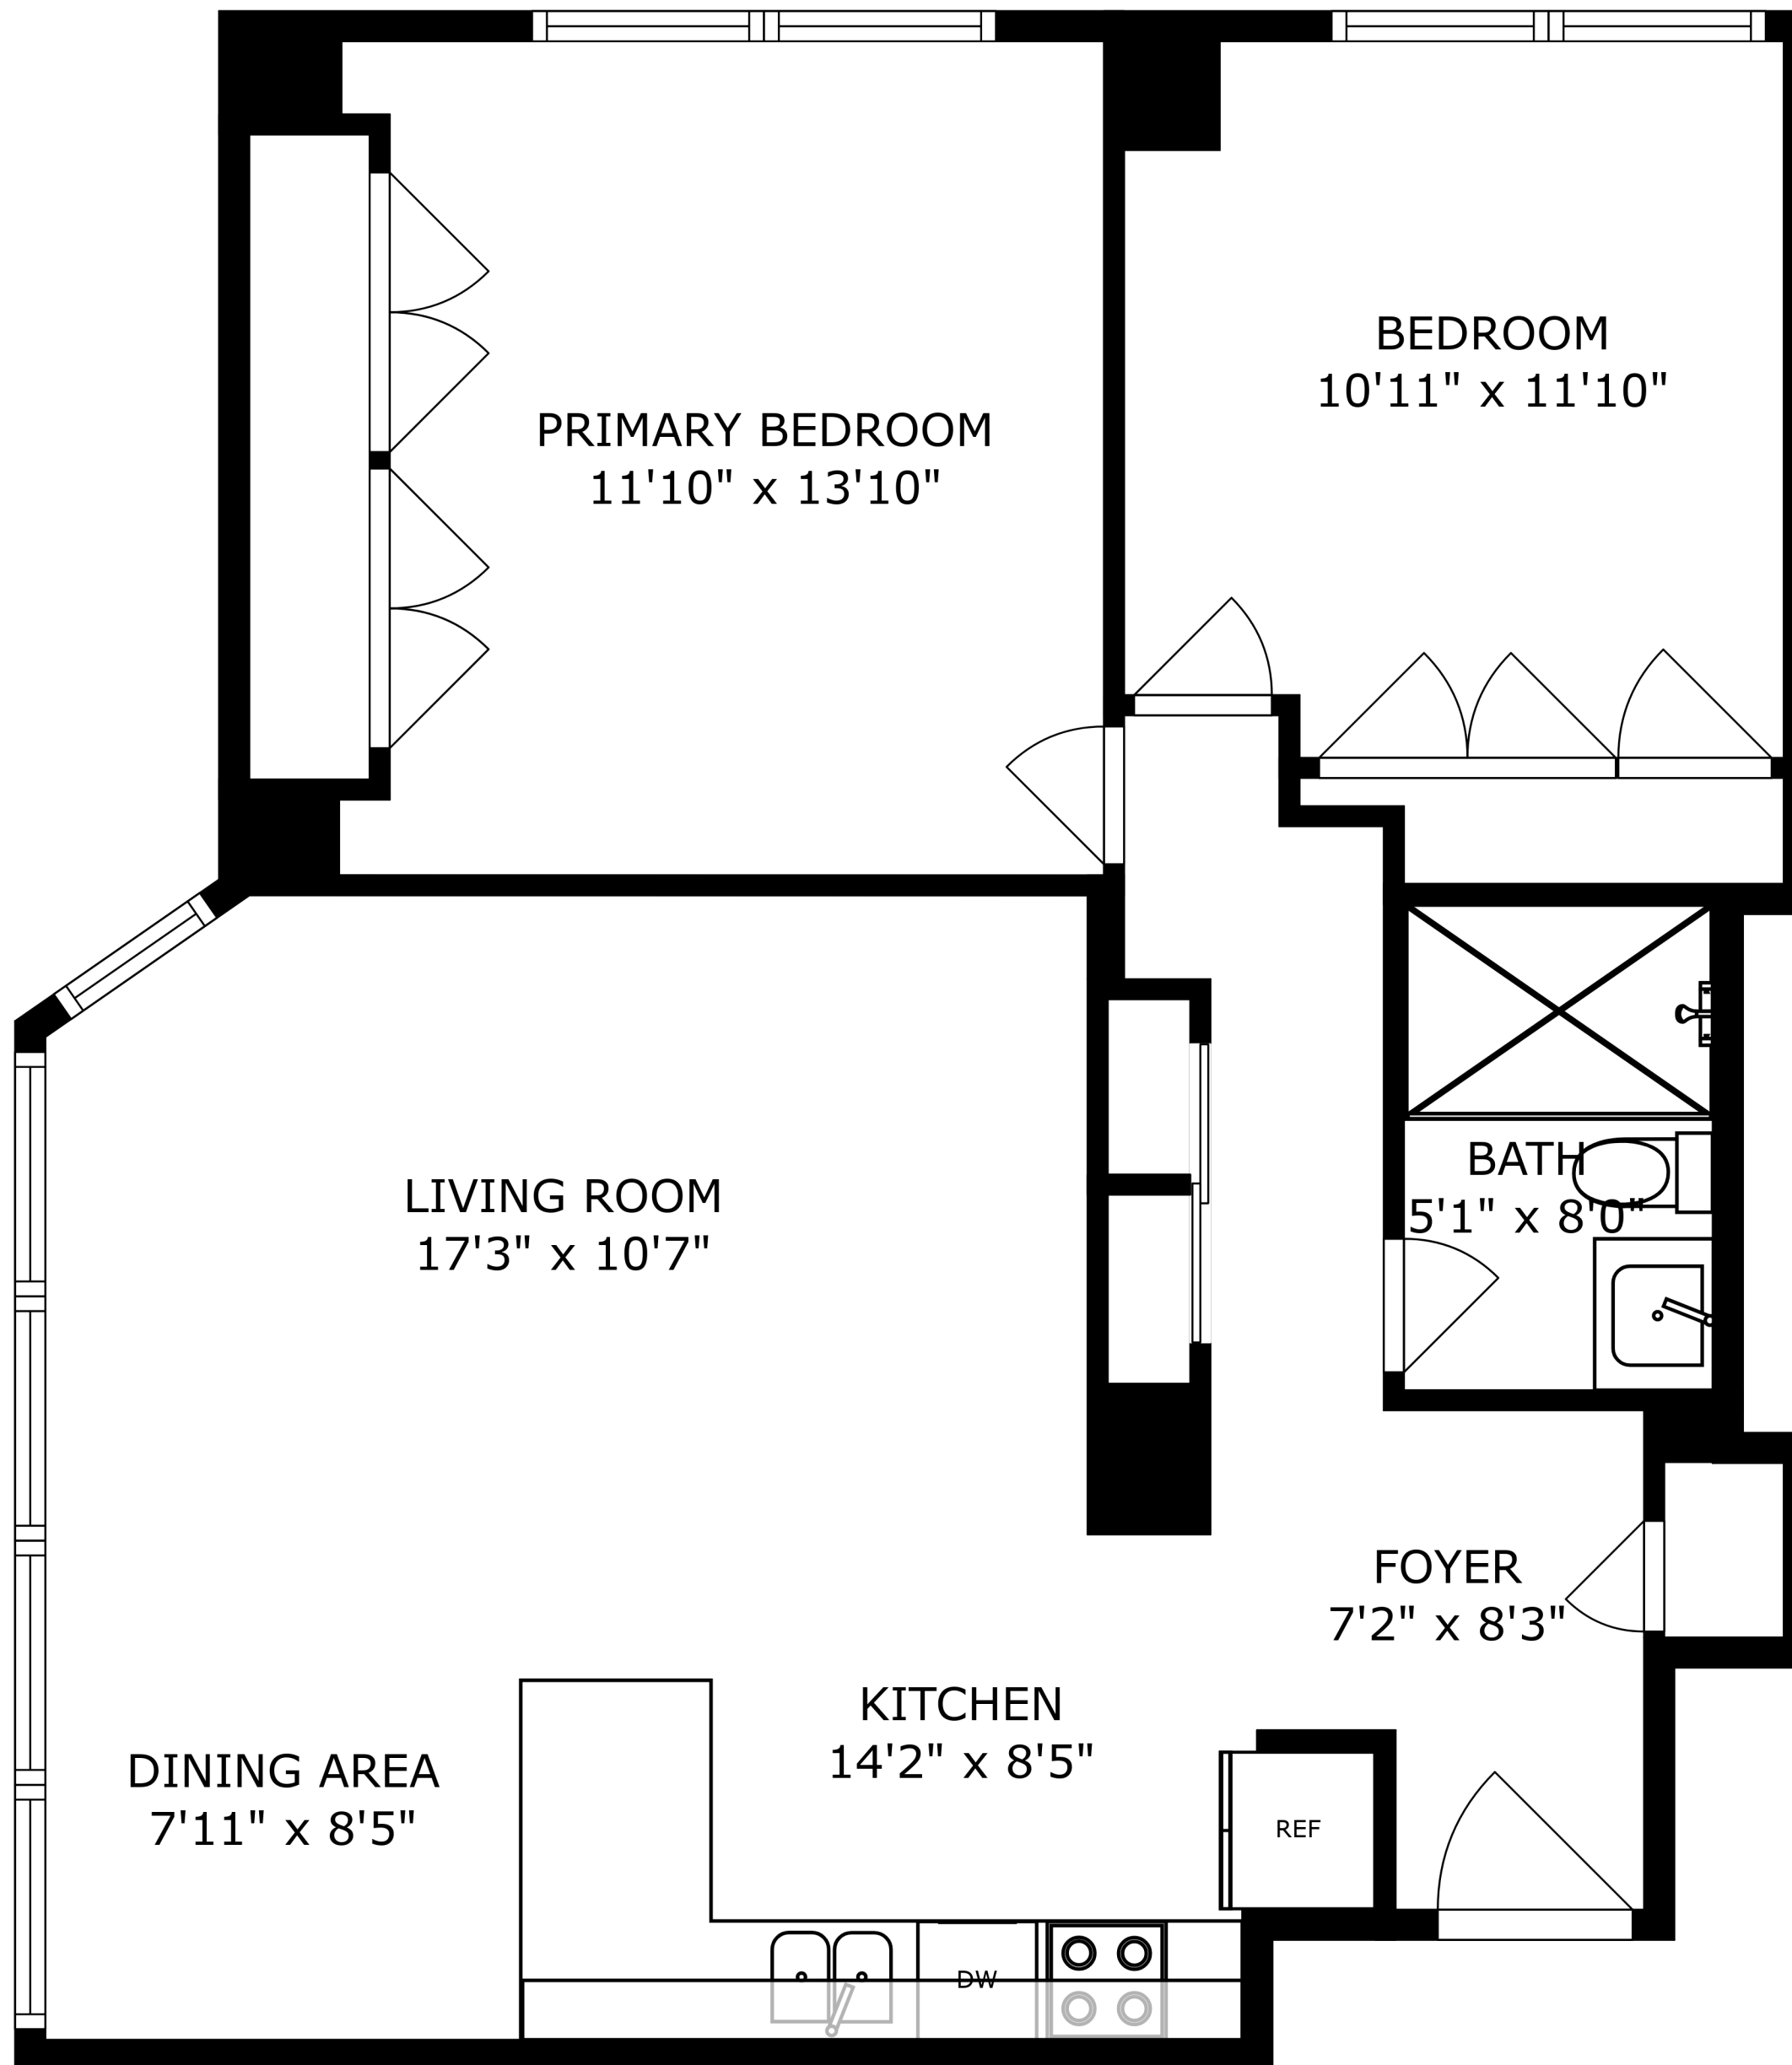 BEDROOM
10'11" x 11'10"
PRIMARY BEDROOM
11'10" x 13'10"
BATH
5'1" x 8'0"
LIVING ROOM
17'3" x 10'7"
FOYER
7'2" x 8'3"
KITCHEN
14'2" x 8'5"
DINING AREA
7'11" x 8'5"
REF
DW